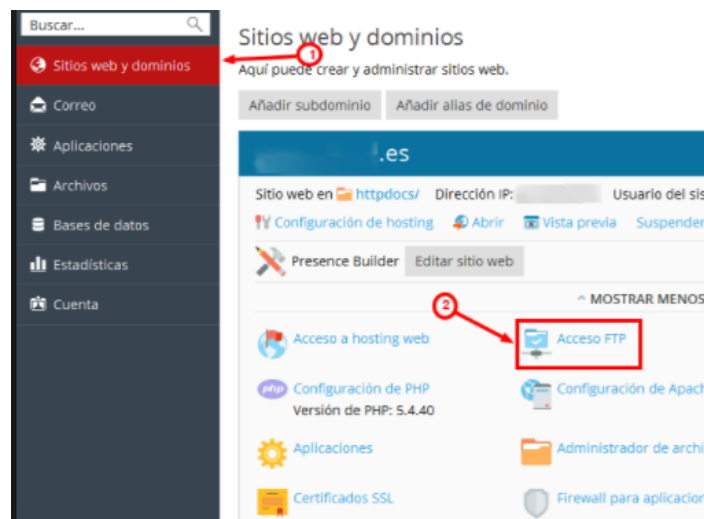 Buscar...
Sitios web y dominios
Correo
Aplicaciones
Archivos
Bases de datos
Estadísticas
Cuenta
Sitios web y dominios
1
Aquí puede crear y administrar sitios web.
Añadir subdominio Añadir alias de dominio
.es
Sitio web en httpdocs/ Dirección IP: Usuario del sis
Configuración de hosting Abrir Vista previa Suspender
Presence Builder Editar sitio web
MOSTRAR MENOS
2
Acceso a hosting web Acceso FTP
php Configuración de PHP Configuración de Apach
Versión de PHP: 5.4.40
Aplicaciones Administrador de archi
Certificados SSL Firewall para aplicacion